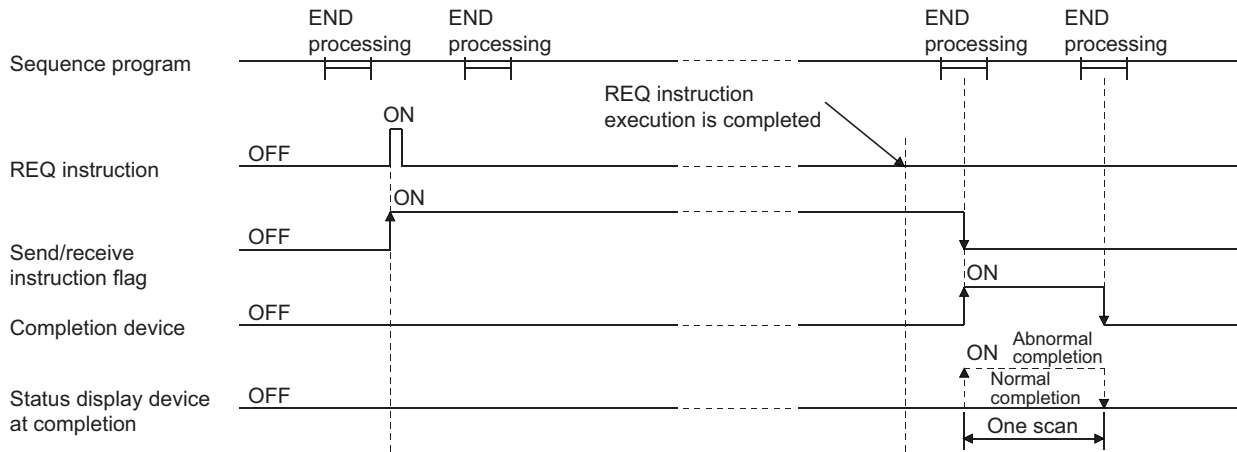 END
processing
END
processing
END
processing
END
processing
Sequence program
REQ instruction
execution is completed
ON
OFF
REQ instruction
ON
OFF
Send/receive
instruction flag
ON
OFF
Completion device
ON
Abnormal
completion
Normal
completion
OFF
Status display device
at completion
One scan